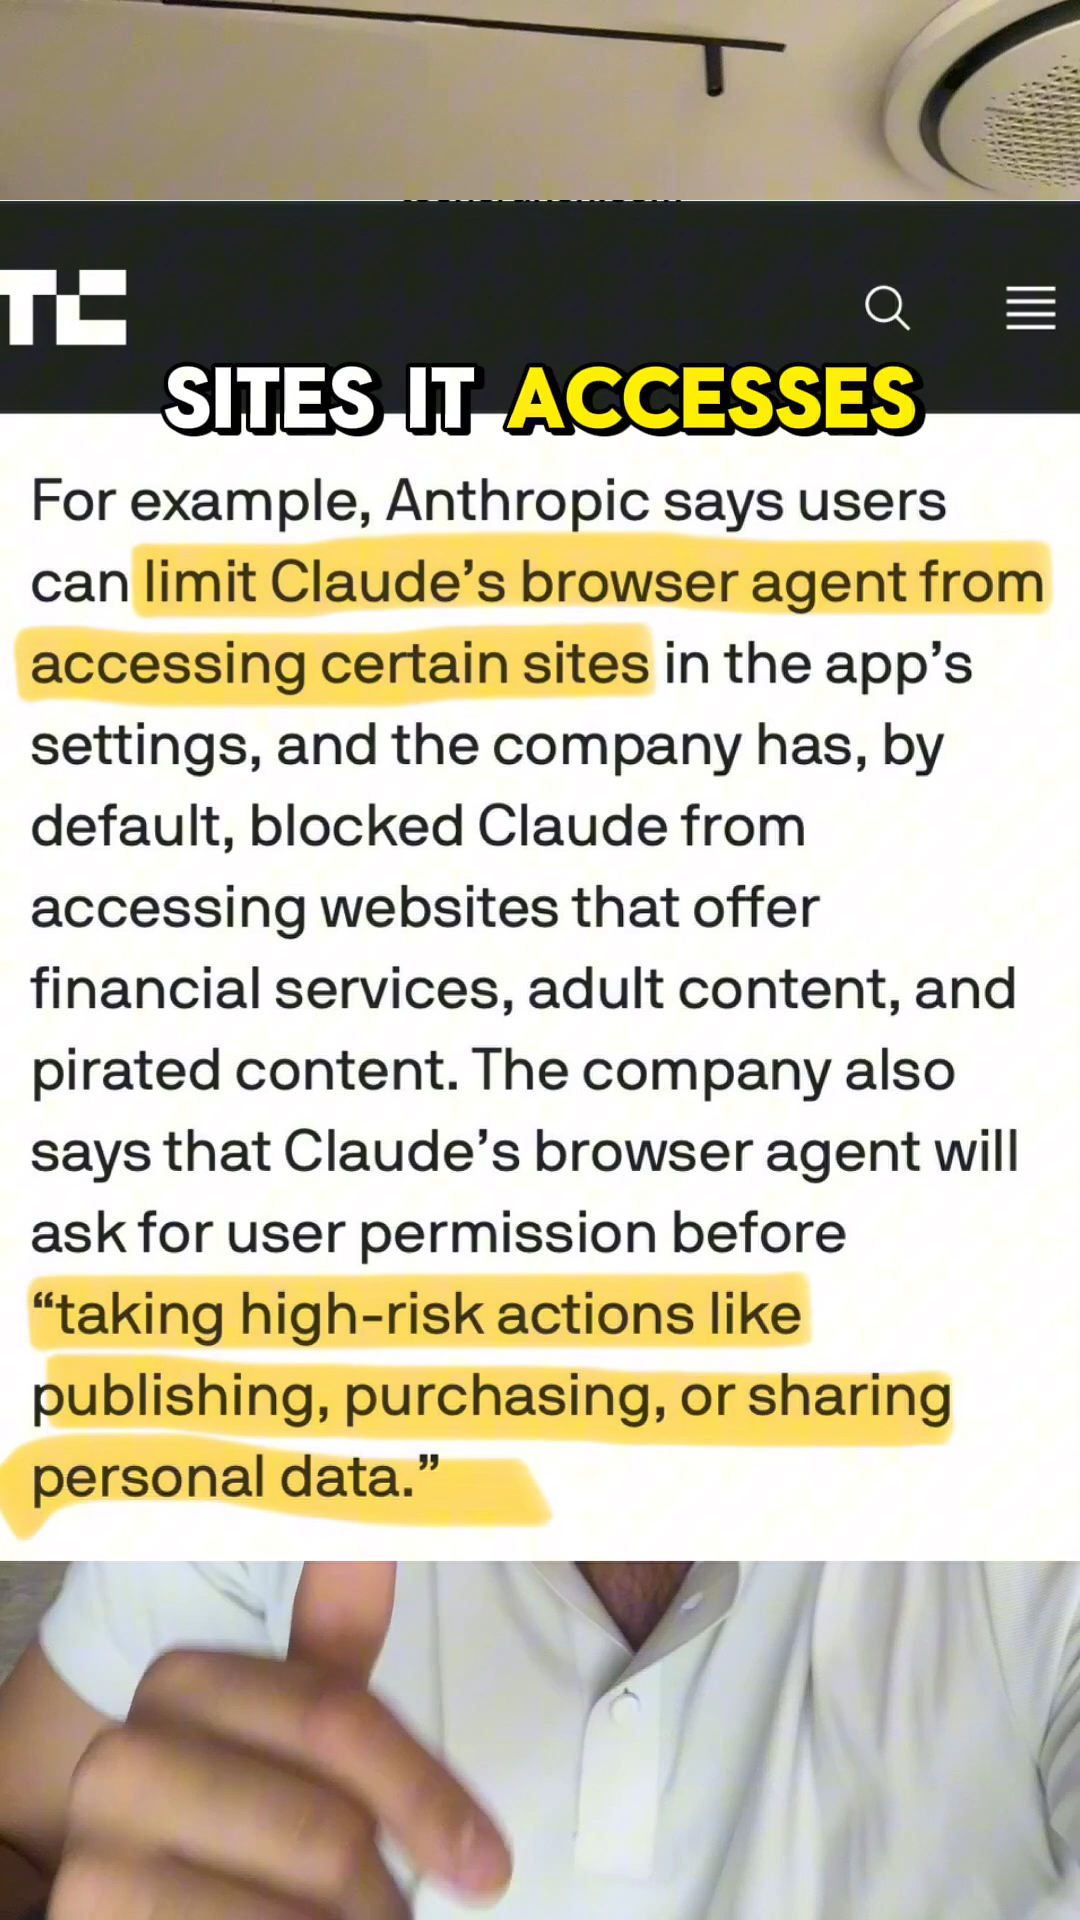 TC
SITES IT ACCESSES
For example, Anthropic says users
can limit Claude’s browser agent from
accessing certain sites in the app’s
settings, and the company has, by
default, blocked Claude from
accessing websites that offer
financial services, adult content, and
pirated content. The company also
says that Claude’s browser agent will
ask for user permission before
“taking high-risk actions like
publishing, purchasing, or sharing
personal data.”